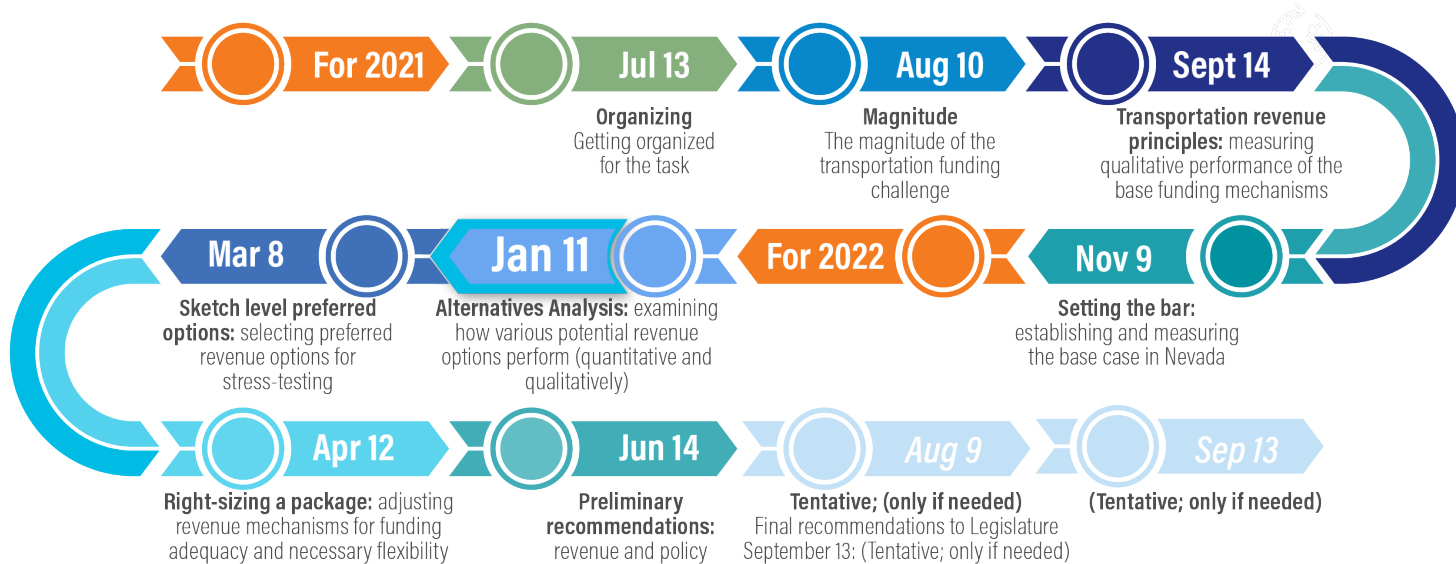 For 2021
Jul 13
Organizing
Getting organized
for the task
Aug 10
Magnitude
The magnitude of the
transportation funding
challenge
Sept 14
Transportation revenue
principles: measuring
qualitative performance of the
base funding mechanisms
Nov 9
Setting the bar:
establishing and measuring
the base case in Nevada
For 2022
Jan 11
Alternatives Analysis: examining
how various potential revenue
options perform (quantitative and
qualitatively)
Mar 8
Sketch level preferred
options: selecting preferred
revenue options for
stress-testing
Apr 12
Right-sizing a package: adjusting
revenue mechanisms for funding
adequacy and necessary flexibility
Jun 14
Preliminary
recommendations:
revenue and policy
Aug 9
Tentative; (only if needed)
Final recommendations to Legislature
September 13: (Tentative; only if needed)
Sep 13
(Tentative; only if needed)